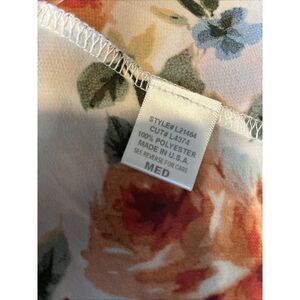 STYLE# L21464
CUT# L4374
100% POLYESTER
MADE IN U.S.A.
SEE REVERSE FOR CARE
MED